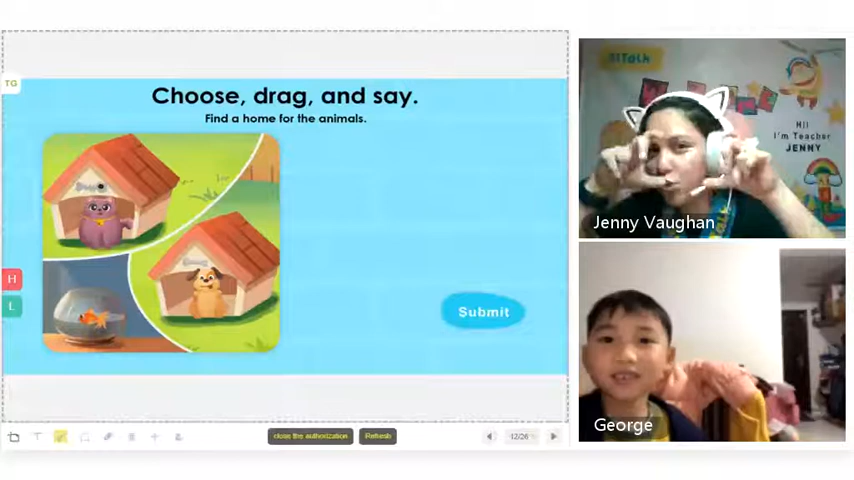 TG
Choose, drag, and say.
Find a home for the animals.
H
L
Submit
close the authorization
Refresh
12/26
Hi!
I'm Teacher
JENNY
Jenny Vaughan
George